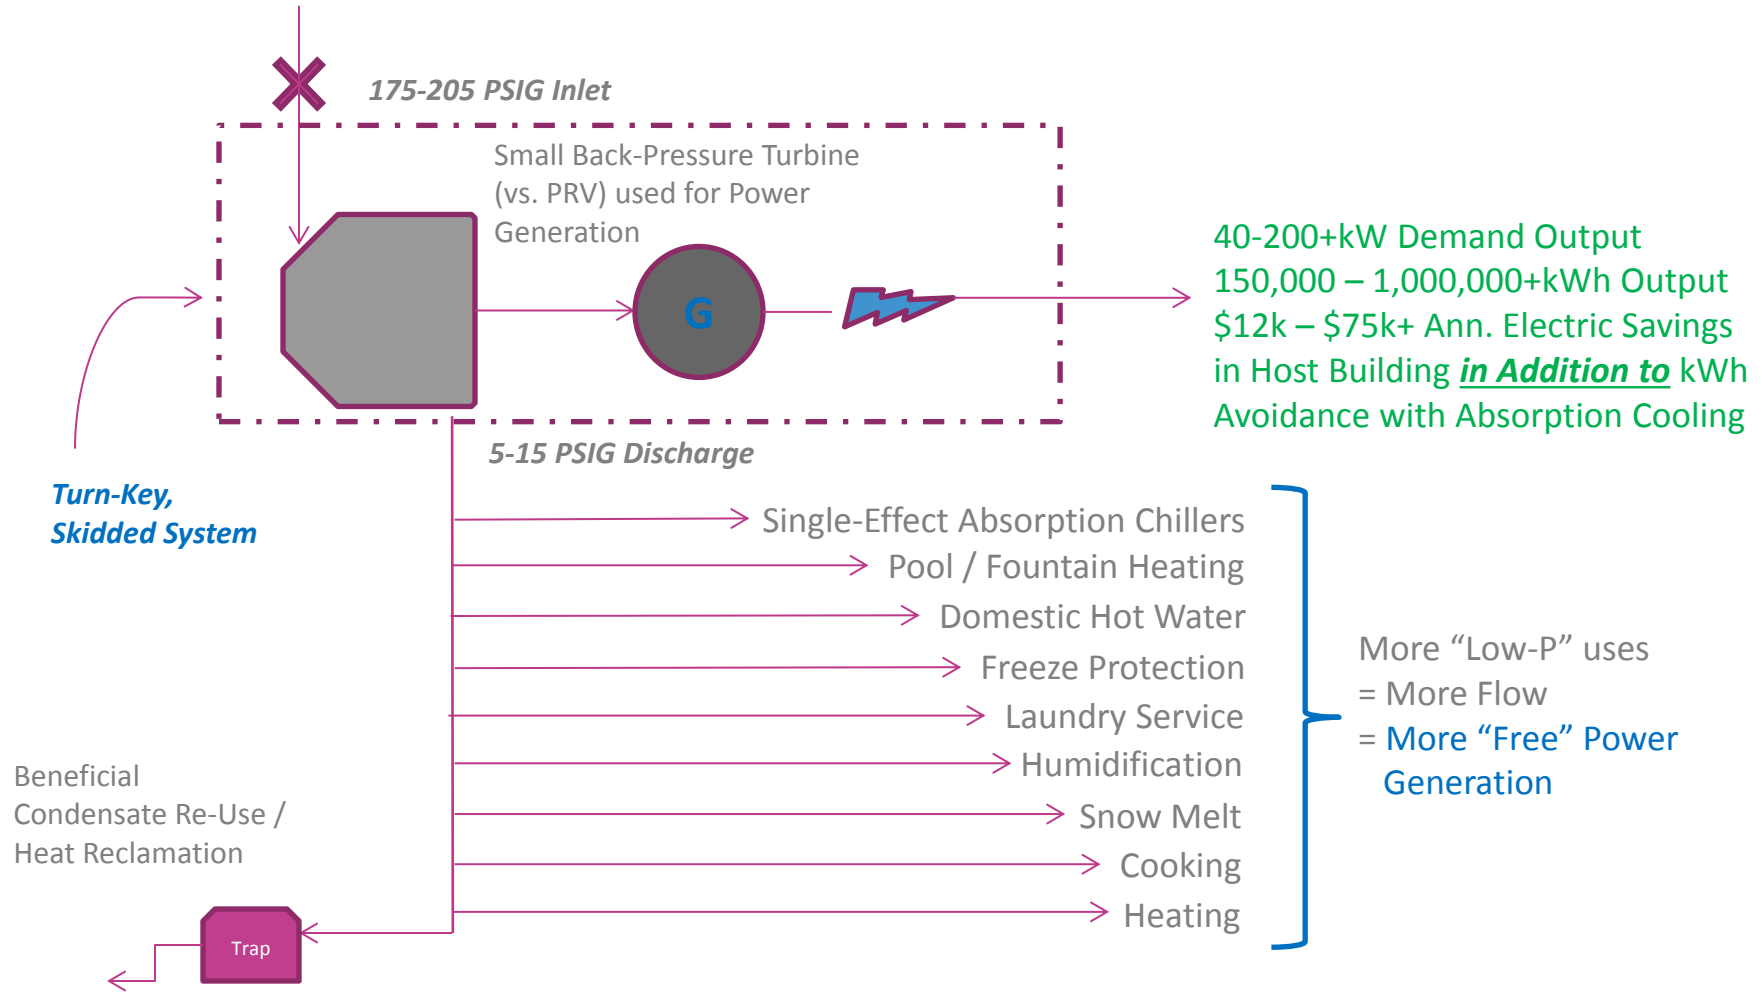 175-205 PSIG Inlet
Small Back-Pressure Turbine
(vs. PRV) used for Power
Generation
G
40-200+kW Demand Output
150,000 – 1,000,000+kWh Output
$12k – $75k+ Ann. Electric Savings
in Host Building in Addition to kWh
Avoidance with Absorption Cooling
5-15 PSIG Discharge
Turn-Key,
Skidded System
Single-Effect Absorption Chillers
Pool / Fountain Heating
Domestic Hot Water
Freeze Protection
Laundry Service
Humidification
Snow Melt
Cooking
Heating
More “Low-P” uses
= More Flow
= More “Free” Power
Generation
Beneficial
Condensate Re-Use /
Heat Reclamation
Trap